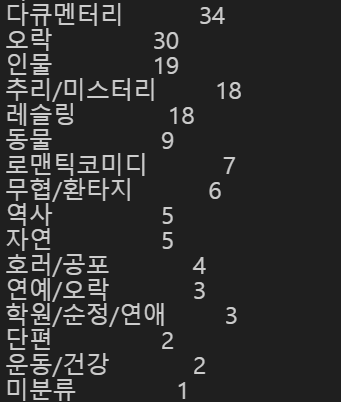 다큐멘터리 34
오락 30
인물 19
추리/미스터리 18
레슬링 18
동물 9
로맨틱코미디 7
무협/환타지 6
역사 5
자연 5
호러/공포 4
연예/오락 3
학원/순정/연애 3
단편 2
운동/건강 2
미분류 1